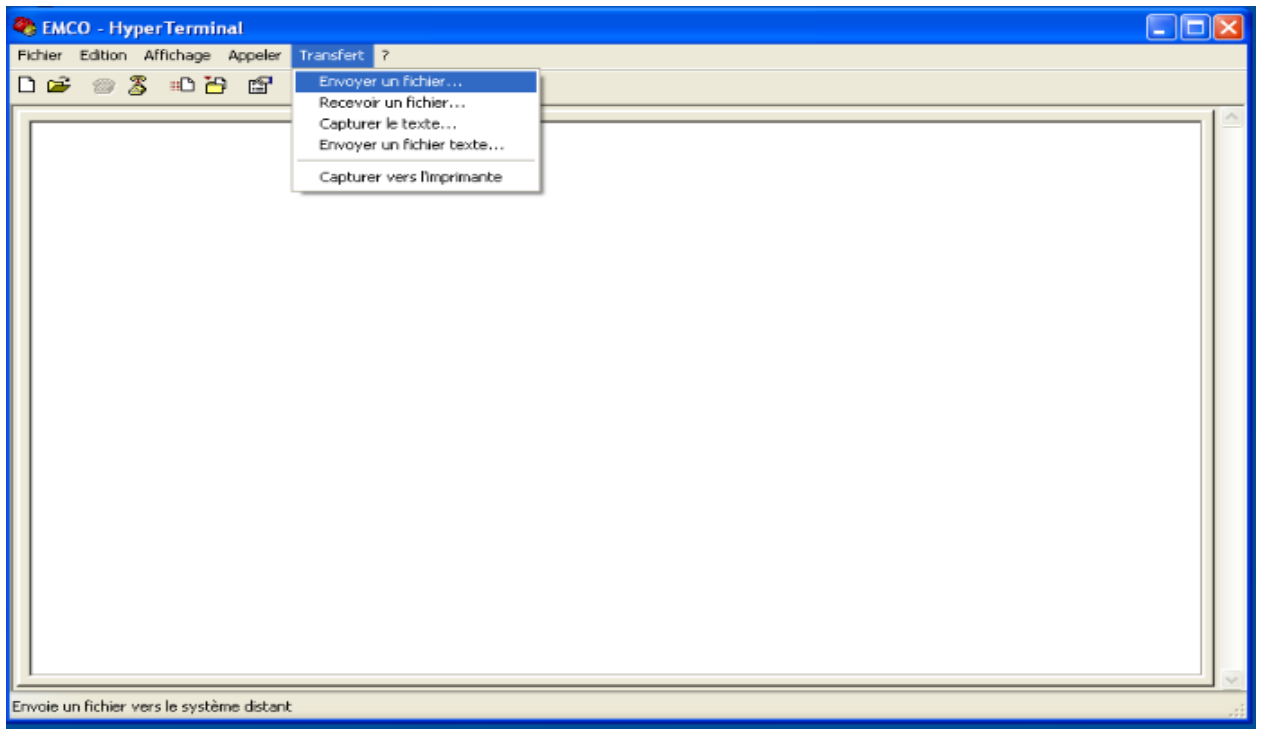 EMCO - HyperTerminal
Fichier Edition Affichage Appeler Transfert ?
Envoyer un fichier...
Recevoir un fichier...
Capturer le texte...
Envoyer un fichier texte...
Capturer vers l'imprimante
Envoie un fichier vers le système distant